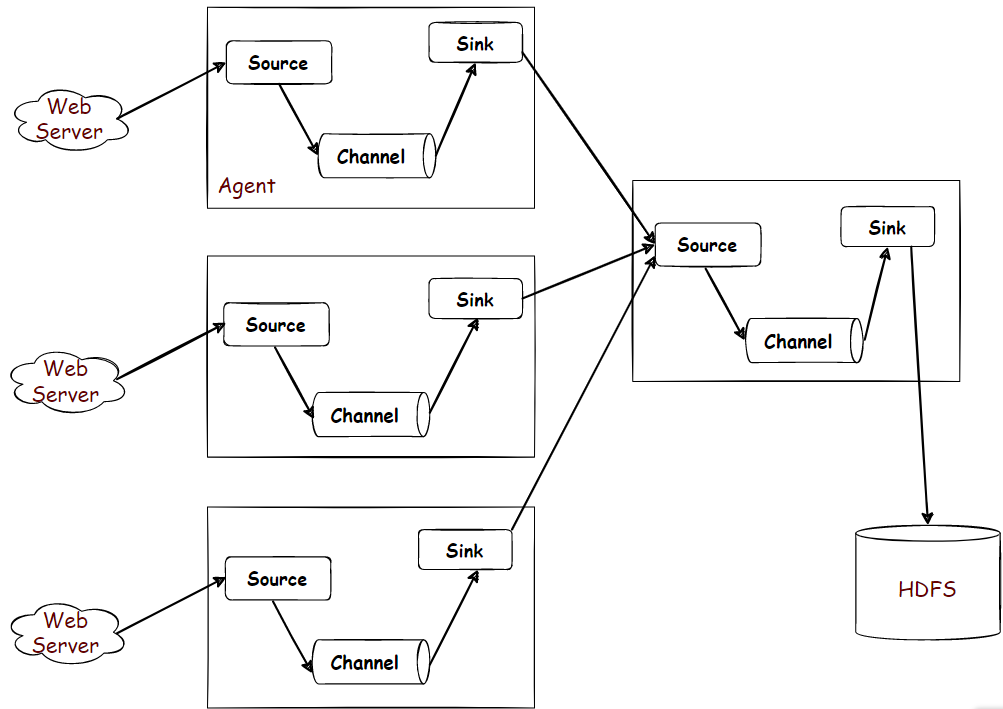 Web
Server
Source
Sink
Channel
Agent
Web
Server
Source
Sink
Channel
Web
Server
Source
Sink
Channel
Source
Sink
Channel
HDFS